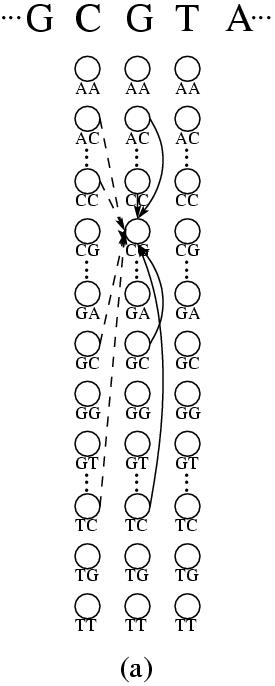 ...G C G T A...
AA AA AA
AC AC AC
CC CC CC
CG CG CG
GA GA GA
GC GC GC
GG GG GG
GT GT GT
TC TC TC
TG TG TG
TT TT TT
(a)